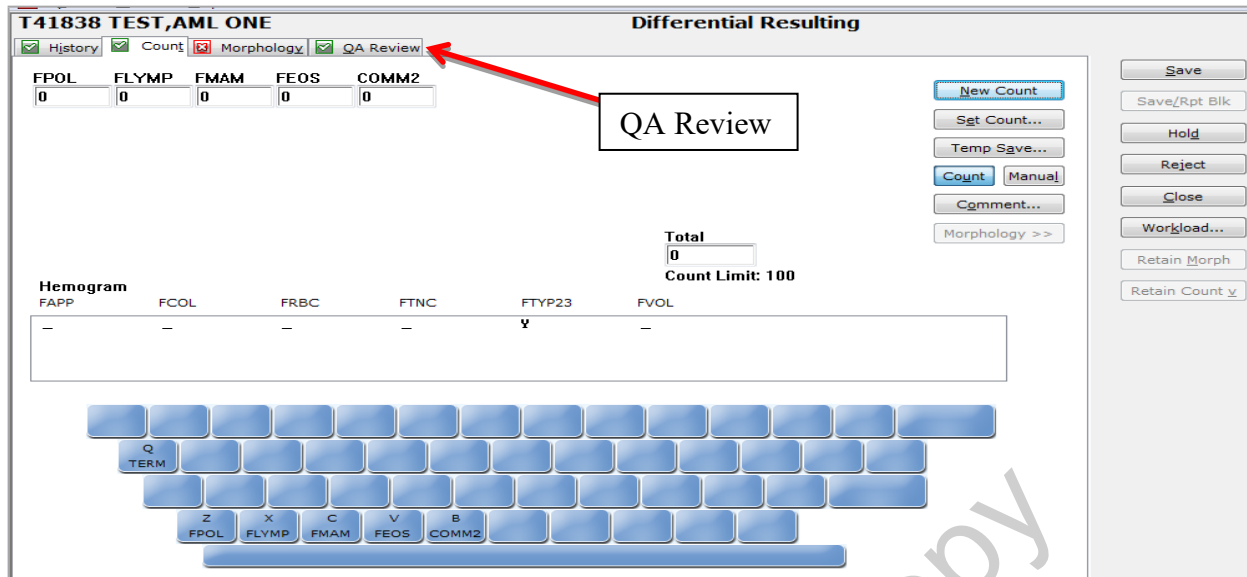 T41838 TEST,AML ONE Differential Resulting
History Count Morphology QA Review
FPOL FLYMP FMAM FEOS COMM2
0 0 0 0 0
QA Review
New Count
Set Count...
Temp Save...
Count Manual
Comment...
Morphology >>
Save
Save/Rpt Blk
Hold
Reject
Close
Workload...
Retain Morph
Retain Count v
Total
0
Count Limit: 100
Hemogram
FAPP FCOL FRBC FTNC FTYP23 FVOL
_ _ _ _ Y _
Q
TERM
Z X C V B
FPOL FLYMP FMAM FEOS COMM2